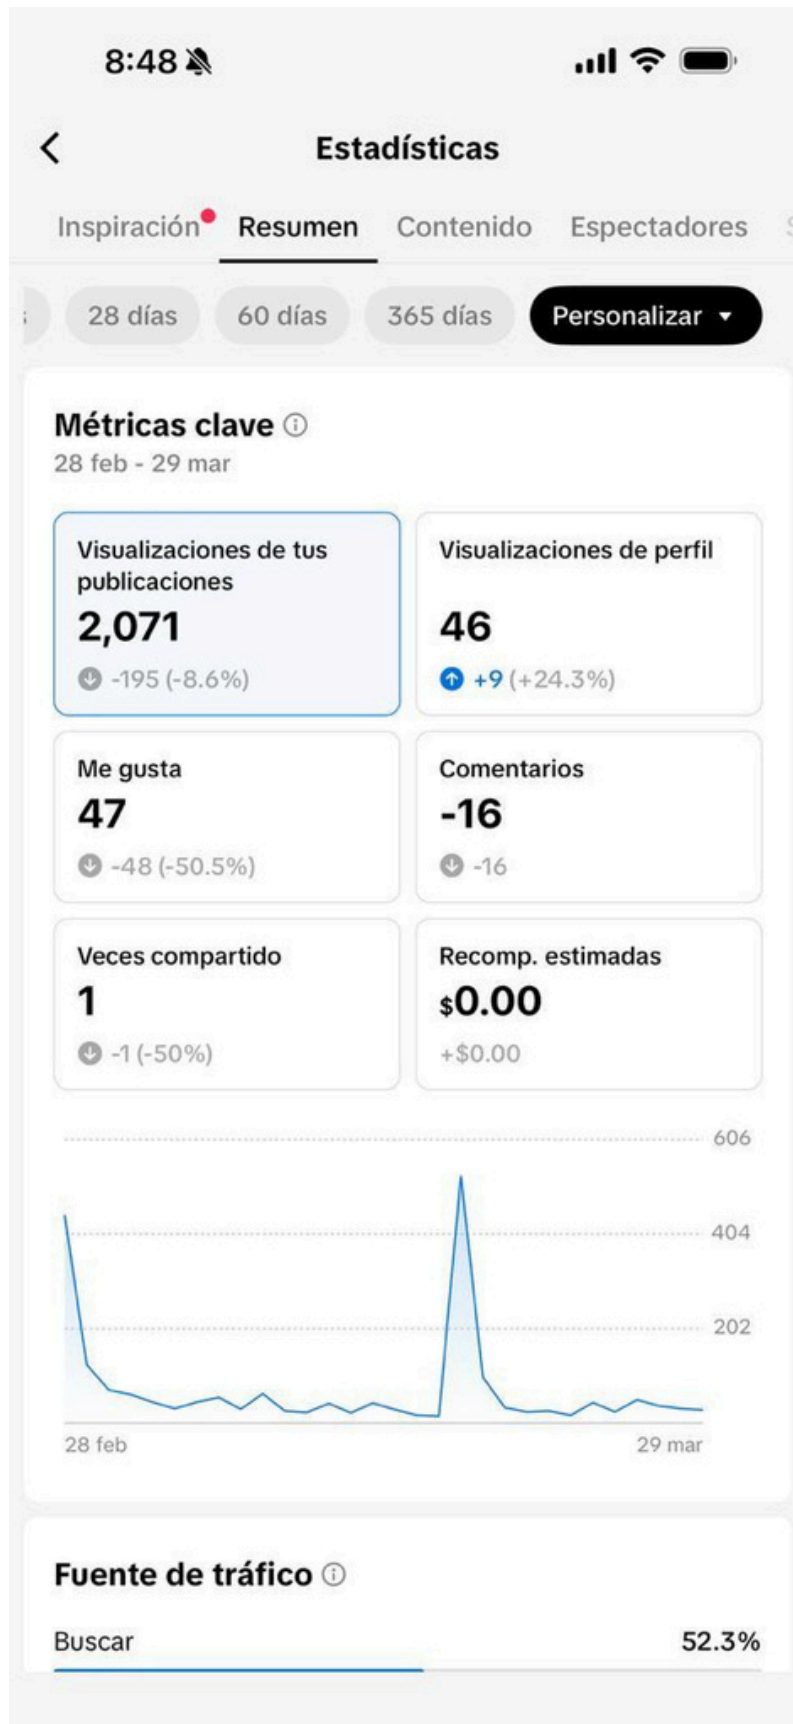 8:48
Estadísticas
Inspiración Resumen Contenido Espectadores
28 días 60 días 365 días Personalizar
Métricas clave
28 feb - 29 mar
Visualizaciones de tus
publicaciones
2,071
-195 (-8.6%)
Visualizaciones de perfil
46
+9 (+24.3%)
Me gusta
47
-48 (-50.5%)
Comentarios
-16
-16
Veces compartido
1
-1 (-50%)
Recomp. estimadas
$0.00
+$0.00
606
404
202
28 feb 29 mar
Fuente de tráfico
Buscar 52.3%